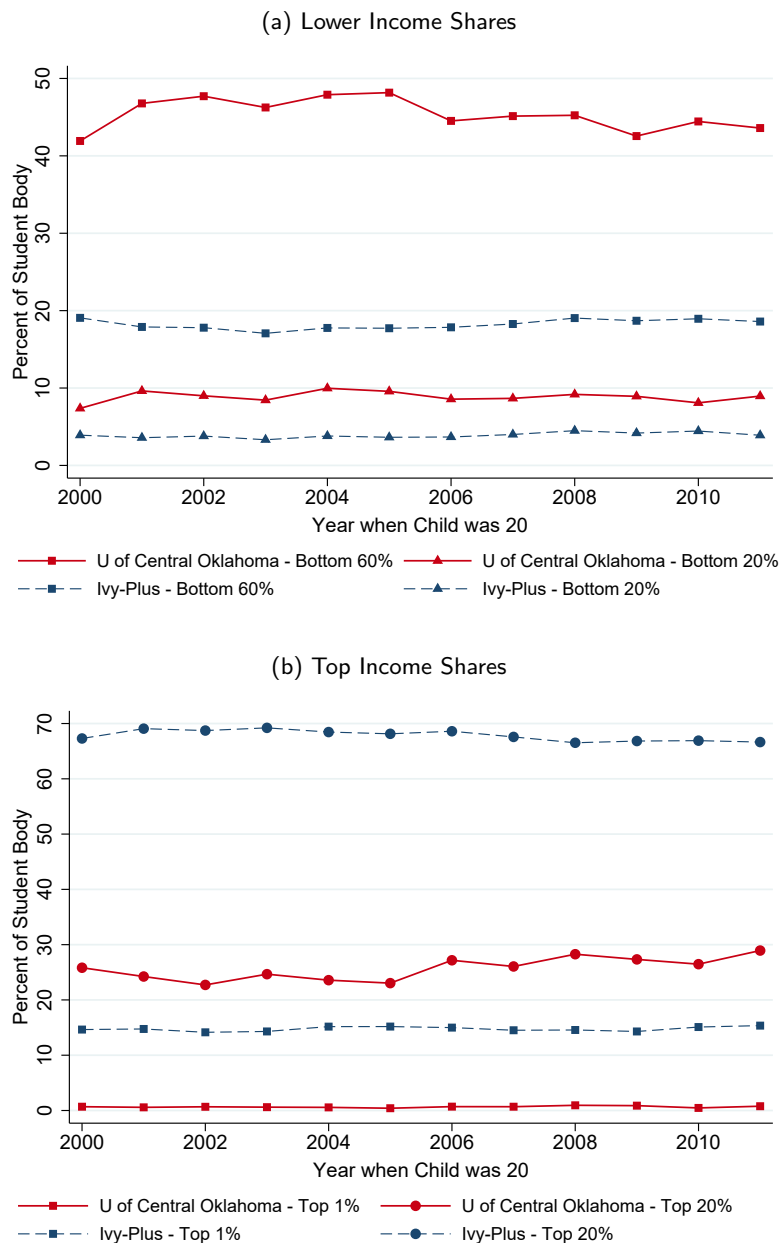 (a) Lower Income Shares
Percent of Student Body
50
40
30
20
10
0
2000 2002 2004 2006 2008 2010
Year when Child was 20
U of Central Oklahoma - Bottom 60% U of Central Oklahoma - Bottom 20%
Ivy-Plus - Bottom 60% Ivy-Plus - Bottom 20%
(b) Top Income Shares
Percent of Student Body
70
60
50
40
30
20
10
0
2000 2002 2004 2006 2008 2010
Year when Child was 20
U of Central Oklahoma - Top 1% U of Central Oklahoma - Top 20%
Ivy-Plus - Top 1% Ivy-Plus - Top 20%